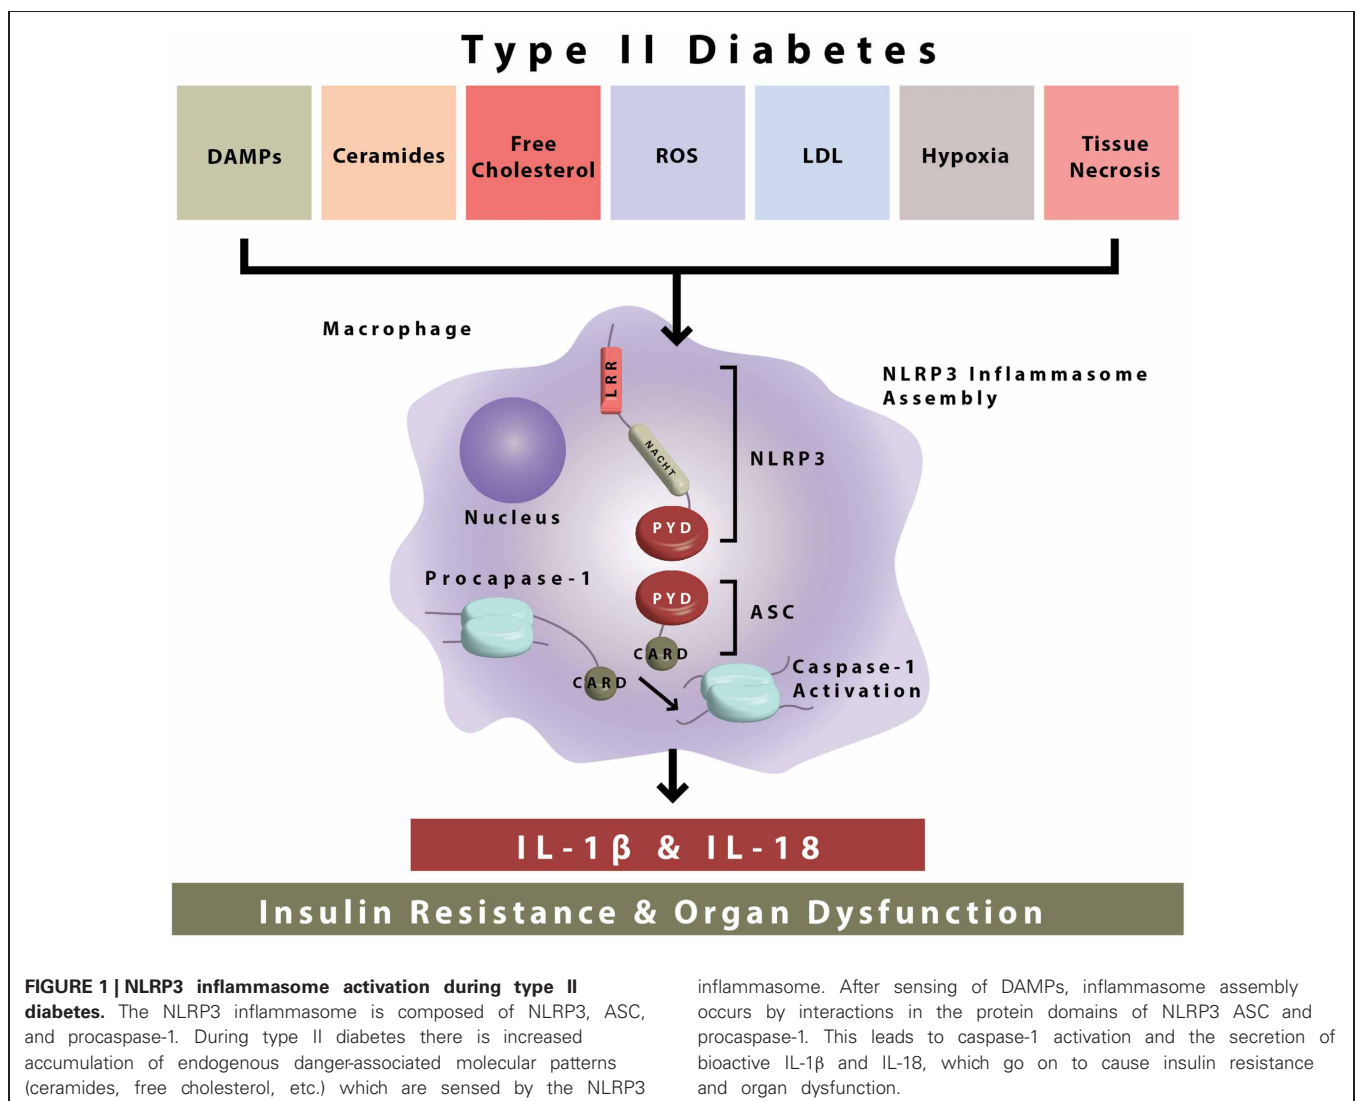 Type II Diabetes
DAMPs
Ceramides
Free
Cholesterol
ROS
LDL
Hypoxia
Tissue
Necrosis
Macrophage
NLRP3 Inflammasome
Assembly
LRR
NACHT
NLRP3
Nucleus
PYD
Procapase-1
PYD
ASC
CARD
CARD
Caspase-1
Activation
IL-1β & IL-18
Insulin Resistance & Organ Dysfunction
FIGURE 1 | NLRP3 inflammasome activation during type II
diabetes. The NLRP3 inflammasome is composed of NLRP3, ASC,
and procaspase-1. During type II diabetes there is increased
accumulation of endogenous danger-associated molecular patterns
(ceramides, free cholesterol, etc.) which are sensed by the NLRP3
inflammasome. After sensing of DAMPs, inflammasome assembly
occurs by interactions in the protein domains of NLRP3 ASC and
procaspase-1. This leads to caspase-1 activation and the secretion of
bioactive IL-1β and IL-18, which go on to cause insulin resistance
and organ dysfunction.